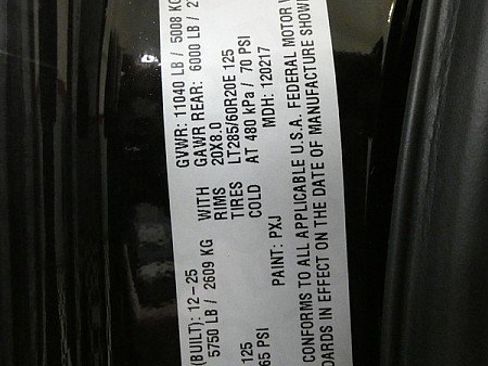 (BUILT): 12-25 GVWR: 11040 LB / 5008 KG
5750 LB / 2609 KG WITH GAWR REAR: 6000 LB /
RIMS 20X8.0
125 TIRES LT285/60R20E 125
65 PSI COLD AT 480 kPa / 70 PSI
PAINT: PXJ MDH: 120217
CONFORMS TO ALL APPLICABLE U.S.A. FEDERAL MOTOR
DARDS IN EFFECT ON THE DATE OF MANUFACTURE SHOW